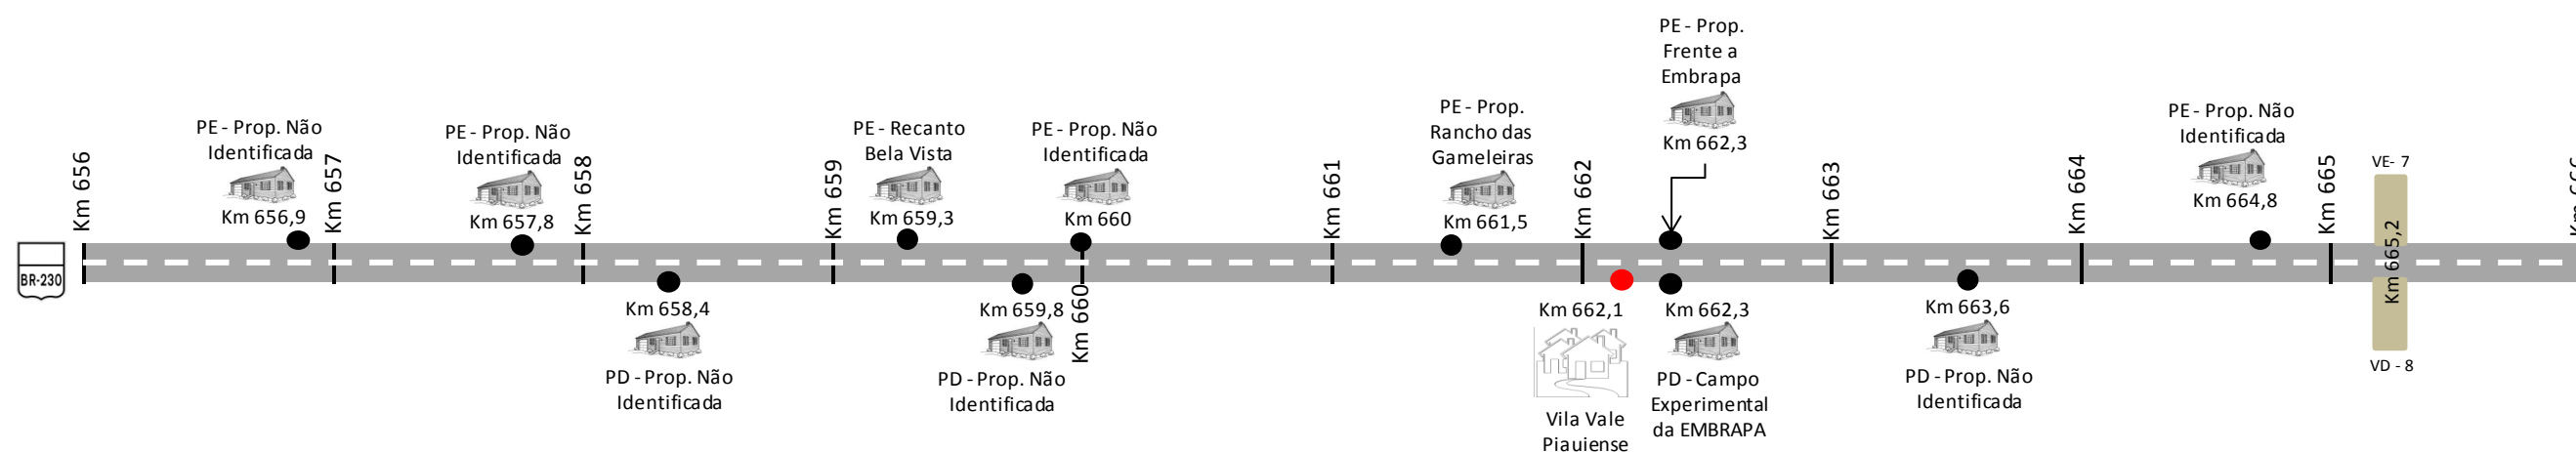 PE - Prop.
Frente a
Embrapa
Km 662,3
PE - Prop. Não
Identificada
Km 656,9
PE - Prop. Não
Identificada
Km 657,8
PE - Recanto
Bela Vista
Km 659,3
PE - Prop. Não
Identificada
Km 660
PE - Prop.
Rancho das
Gameleiras
Km 661,5
PE - Prop. Não
Identificada
Km 664,8
VE- 7
Km 656
Km 657
Km 658
Km 659
Km 660
Km 661
Km 662
Km 663
Km 664
Km 665
Km 665,2
BR-230
Km 658,4
PD - Prop. Não
Identificada
Km 659,8
PD - Prop. Não
Identificada
Km 662,1
Vila Vale
Piauiense
Km 662,3
PD - Campo
Experimental
da EMBRAPA
Km 663,6
PD - Prop. Não
Identificada
VD - 8